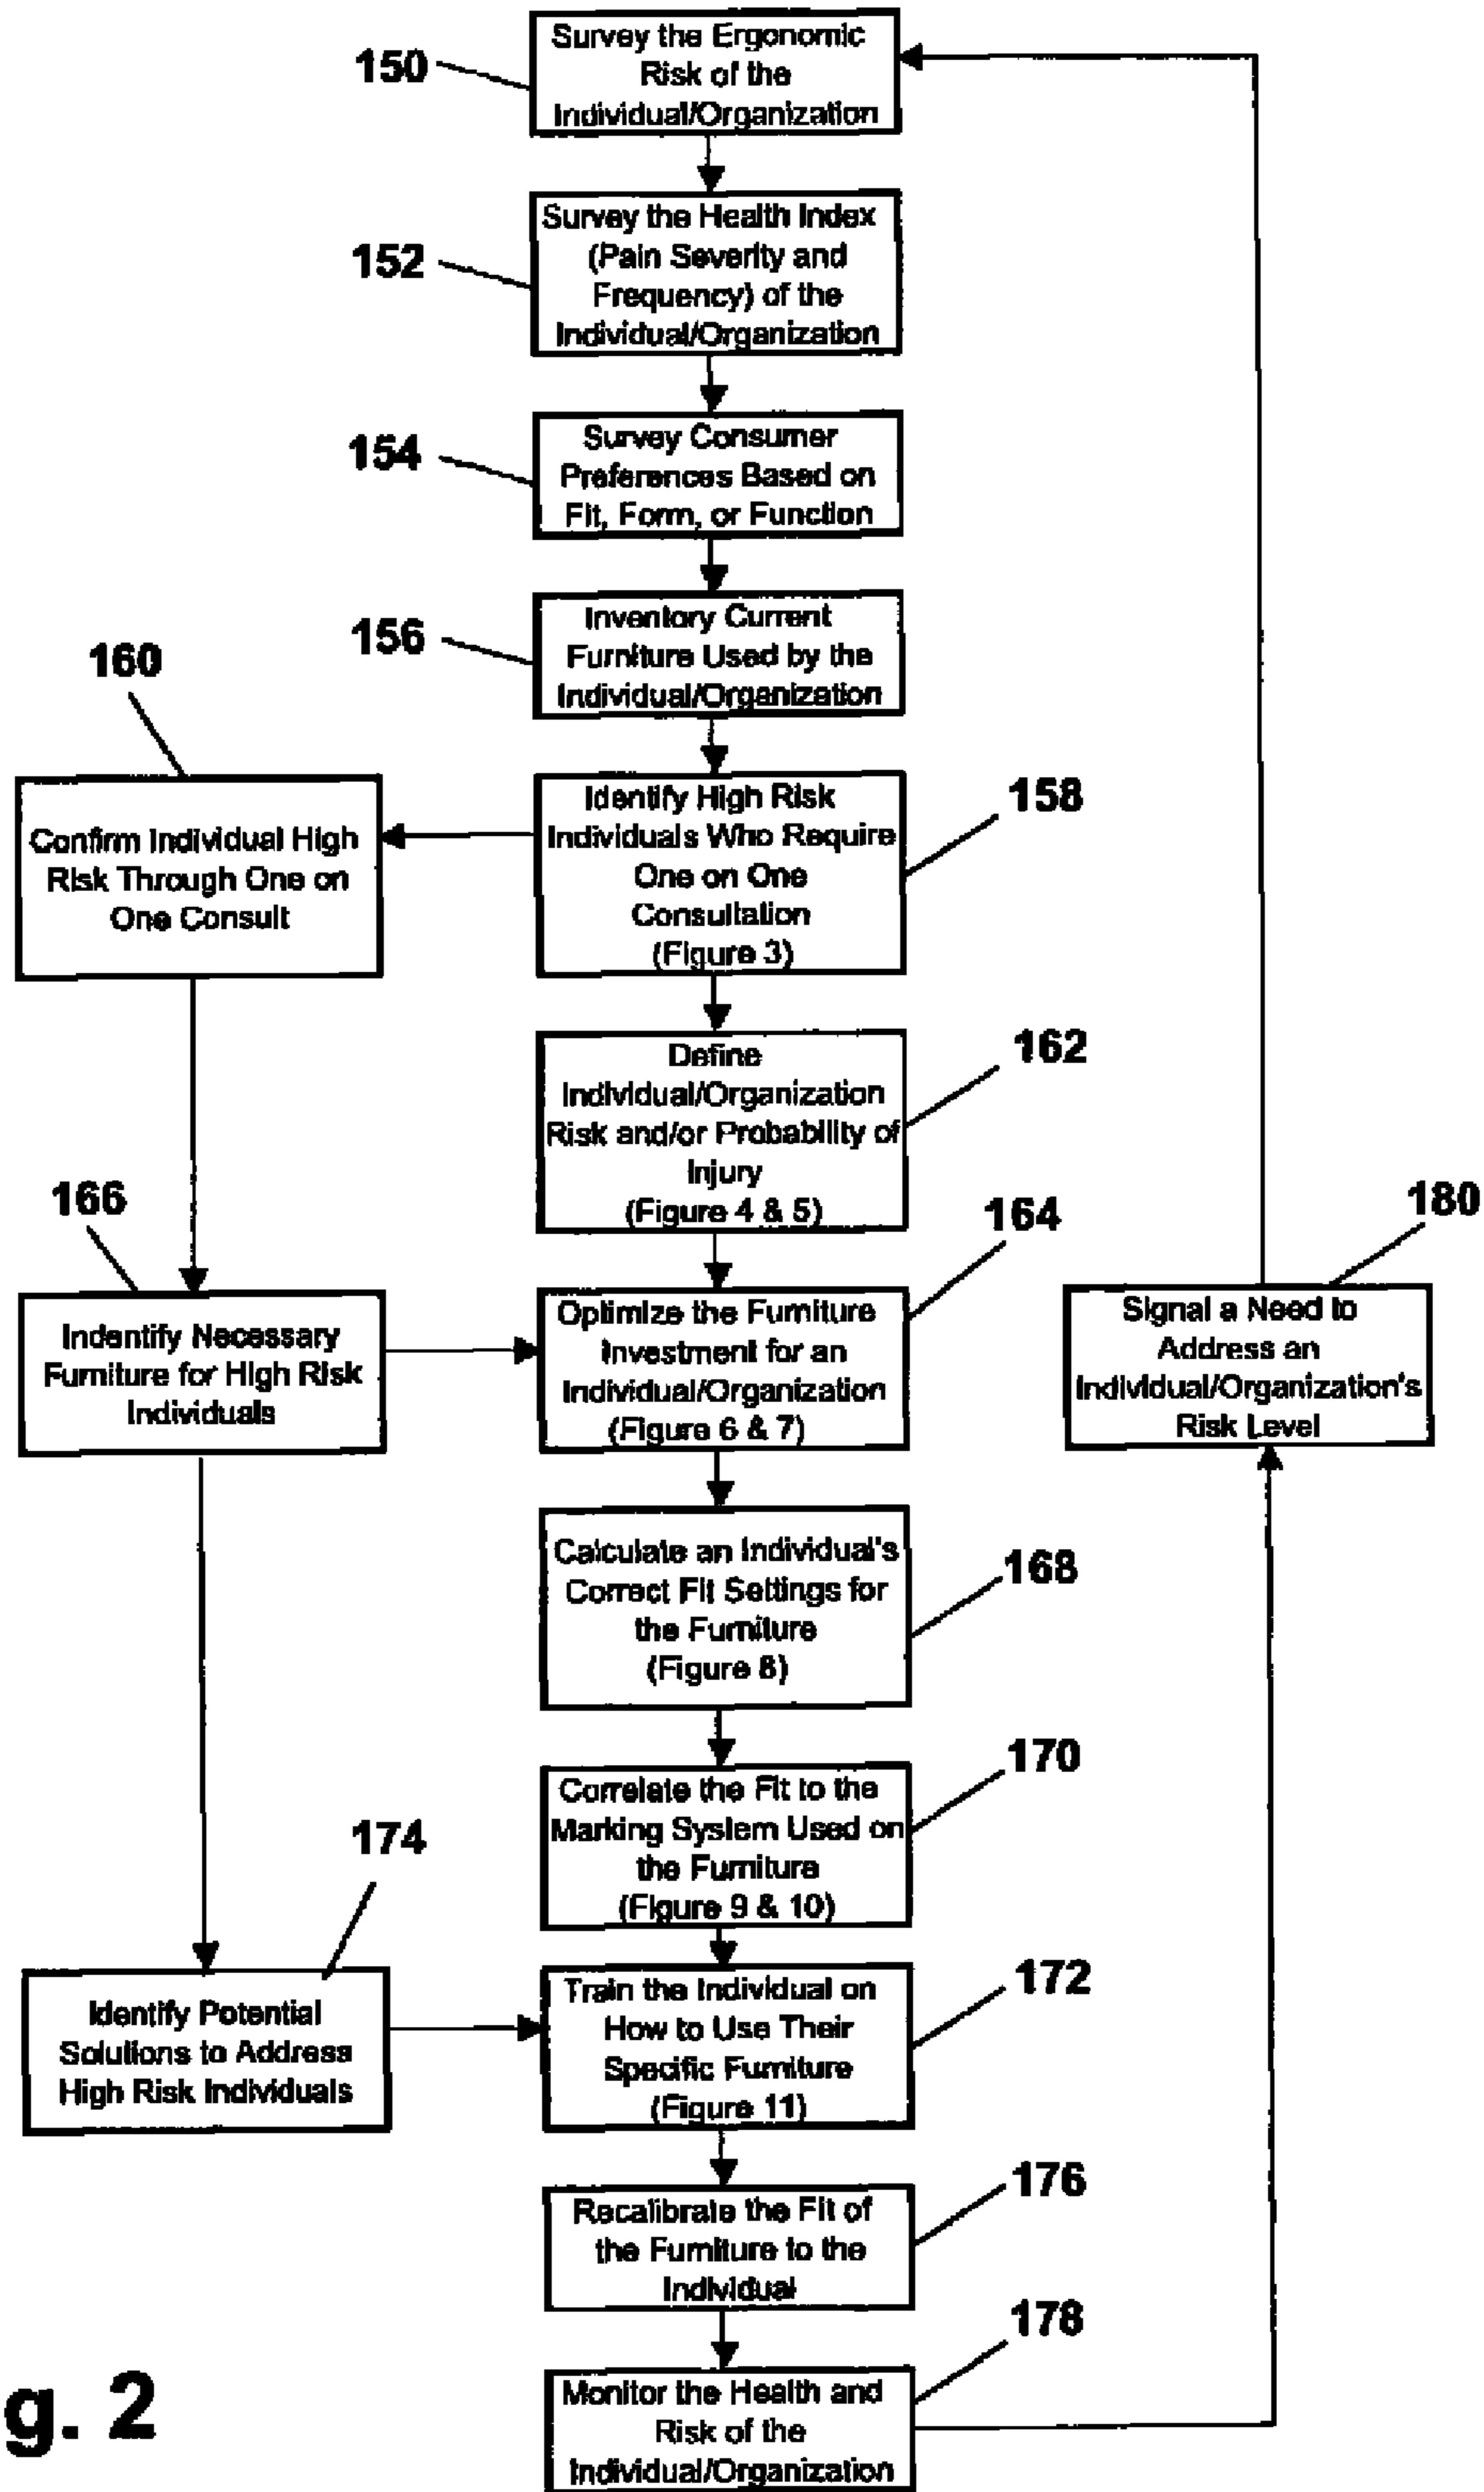 150
Survey the Ergonomic
Risk of the
Individual/Organization
152
Survey the Health Index
(Pain Severity and
Frequency) of the
Individual/Organization
154
Survey Consumer
Preferences Based on
Fit, Form, or Function
156
Inventory Current
Furniture Used by the
Individual/Organization
160
Confirm Individual High
Risk Through One on
One Consult
158
Identify High Risk
Individuals Who Require
One on One
Consultation
(Figure 3)
162
Define
Individual/Organization
Risk and/or Probability of
Injury
(Figure 4 & 5)
166
Indentify Necessary
Furniture for High Risk
Individuals
164
Optimize the Furniture
Investment for an
Individual/Organization
(Figure 6 & 7)
180
Signal a Need to
Address an
Individual/Organization's
Risk Level
168
Calculate an Individual's
Correct Fit Settings for
the Furniture
(Figure 8)
170
Correlate the Fit to the
Marking System Used on
the Furniture
(Figure 9 & 10)
174
Identify Potential
Solutions to Address
High Risk Individuals
172
Train the Individual on
How to Use Their
Specific Furniture
(Figure 11)
176
Recalibrate the Fit of
the Furniture to the
Individual
178
Monitor the Health and
Risk of the
Individual/Organization
g. 2